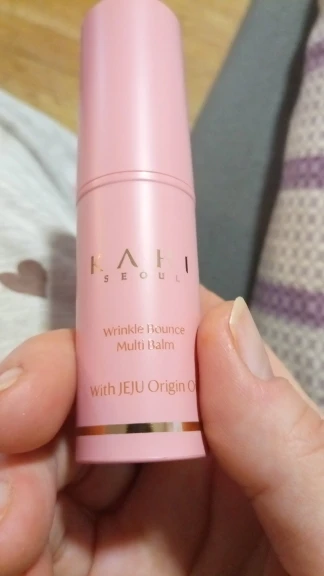 KAHI
SEOUL
Wrinkle Bounce
Multi Balm
With JEJU Origin O